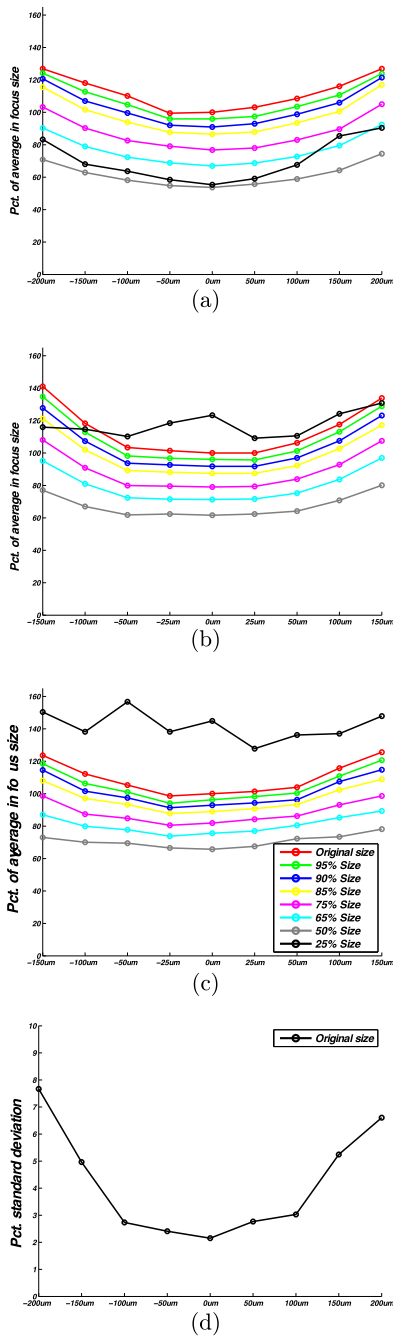 160
140
120
100
80
60
40
20
0
Pct. of average in focus size
−200um −150um −100um −50um 0um 50um 100um 150um 200um
(a)
160
140
120
100
80
60
40
20
0
Pct. of average in focus size
−150um −100um −50um −25um 0um 25um 50um 100um 150um
(b)
160
140
120
100
80
60
40
20
0
Pct. of average in fo us size
Original size
95% Size
90% Size
85% Size
75% Size
65% Size
50% Size
25% Size
−150um −100um −50um −25um 0um 25um 50um 100um 150um
(c)
10
9
8
7
6
5
4
3
2
1
0
Pct. standard deviation
Original size
−200um −150um −100um −50um 0um 50um 100um 150um 200um
(d)